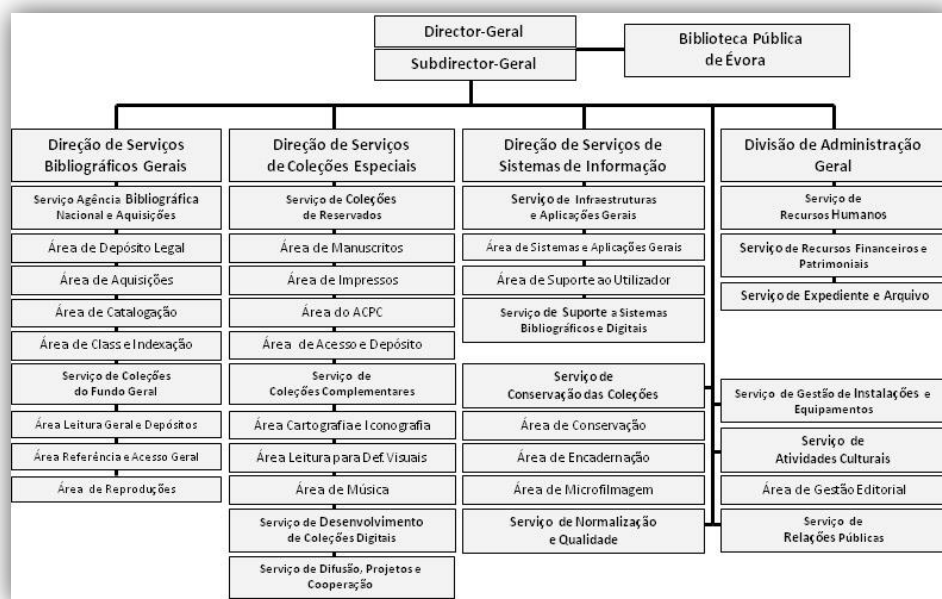 Director-Geral
Subdirector-Geral
Biblioteca Pública
de Évora
Direção de Serviços
Bibliográficos Gerais
Serviço Agência Bibliográfica
Nacional e Aquisições
Área de Depósito Legal
Área de Aquisições
Área de Catalogação
Área de Class e Indexação
Serviço de Coleções
do Fundo Geral
Área Leitura Geral e Depósitos
Área Referência e Acesso Geral
Área de Reproduções
Direção de Serviços
de Coleções Especiais
Serviço de Coleções
de Reservados
Área de Manuscritos
Área de Impressos
Área do ACPC
Área de Acesso e Depósito
Serviço de
Coleções Complementares
Área Cartografia e Iconografia
Área Leitura para Def. Visuais
Área de Música
Serviço de Desenvolvimento
de Coleções Digitais
Serviço de Difusão, Projetos e
Cooperação
Direção de Serviços de
Sistemas de Informação
Serviço de Infraestruturas
e Aplicações Gerais
Área de Sistemas e Aplicações Gerais
Área de Suporte ao Utilizador
Serviço de Suporte a Sistemas
Bibliográficos e Digitais
Serviço de
Conservação das Coleções
Área de Conservação
Área de Encadernação
Área de Microfilmagem
Serviço de Normalização
e Qualidade
Divisão de Administração
Geral
Serviço de
Recursos Humanos
Serviço de Recursos Financeiros e
Patrimoniais
Serviço de Expediente e Arquivo
Serviço de Gestão de Instalações e
Equipamentos
Serviço de
Atividades Culturais
Área de Gestão Editorial
Serviço de
Relações Públicas